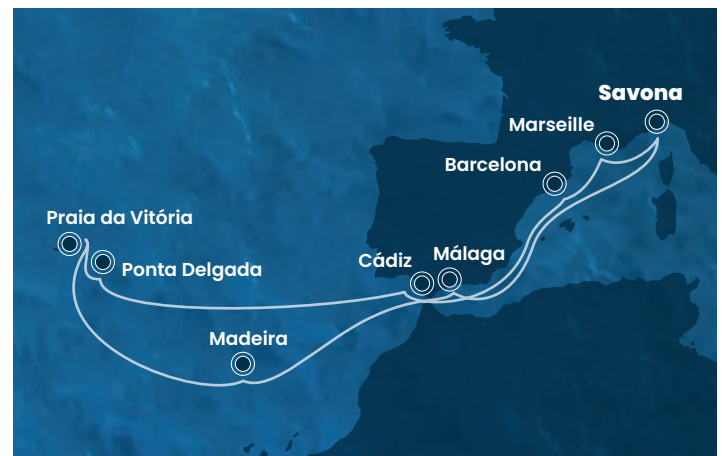 Savona
Marseille
Barcelona
Praia da Vitória
Ponta Delgada
Cádiz
Málaga
Madeira